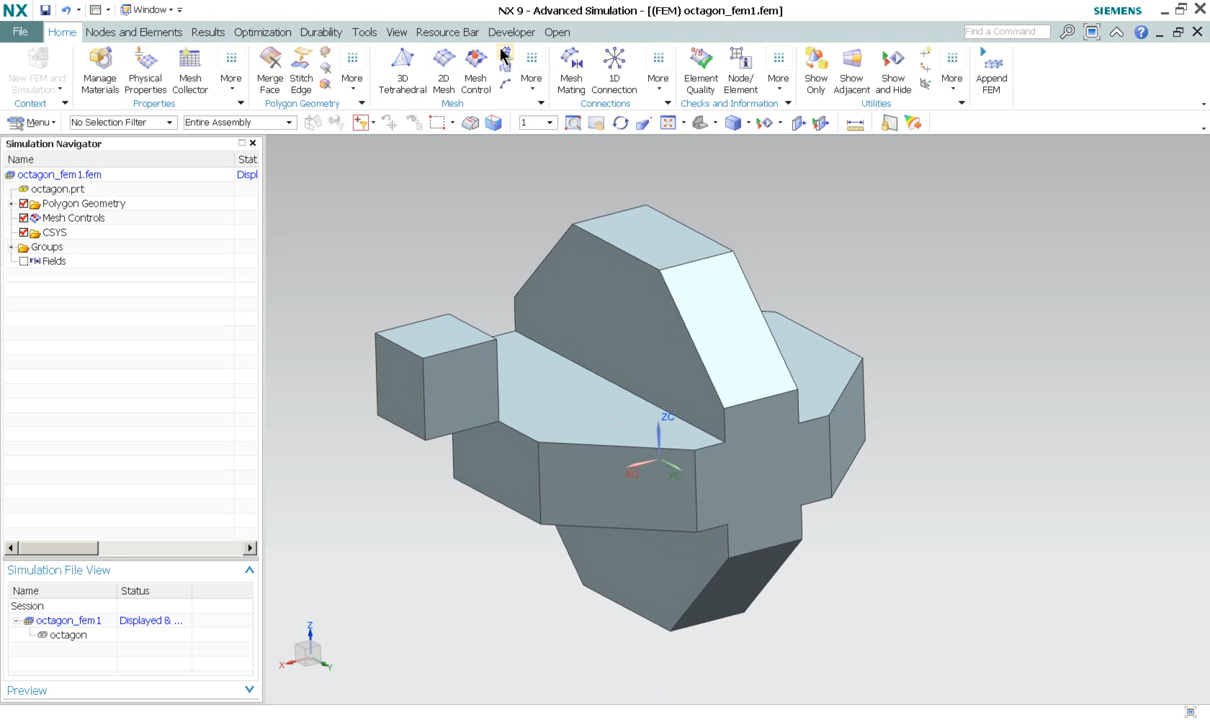 NX
Window
NX 9 - Advanced Simulation - [(FEM) octagon_fem1.fem]
SIEMENS
File Home Nodes and Elements Results Optimization Durability Tools View Resource Bar Developer Open
Find a Command
New FEM and Simulation
Manage Materials
Physical Properties
Mesh Collector
More
Merge Face
Stitch Edge
More
3D Tetrahedral
2D Mesh
Mesh Control
More
Mesh Mating
1D Connection
More
Element Quality
Node/ Element
More
Show Only
Show Adjacent
Show and Hide
More
Append FEM
Context Properties Polygon Geometry Mesh Connections Checks and Information Utilities
Menu No Selection Filter Entire Assembly 1
Simulation Navigator
Name Stat
octagon_fem1.fem Displ
octagon.prt
Polygon Geometry
Mesh Controls
CSYS
Groups
Fields
ZC
XC YC
Simulation File View
Name Status
Session
octagon_fem1 Displayed & ...
octagon
Z
X Y
Preview